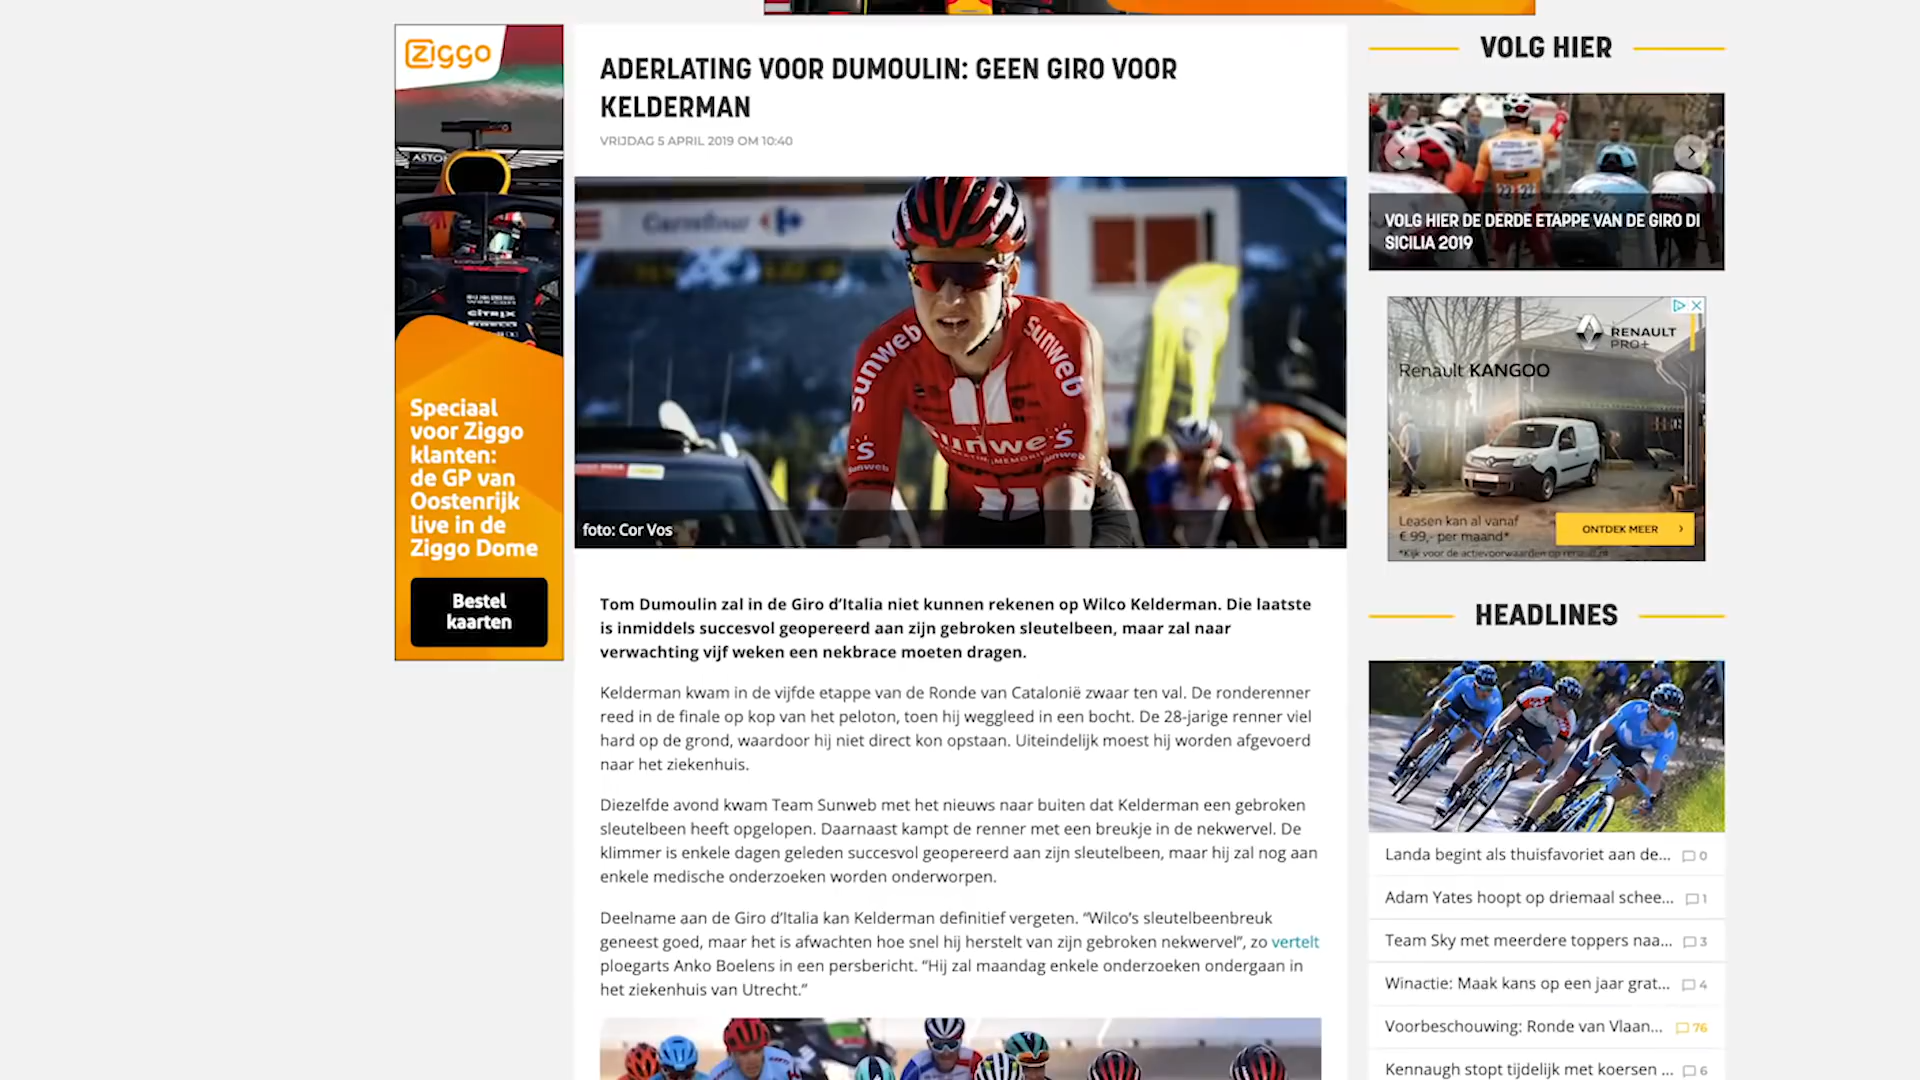 ziggo
ASTON
CITRIX
Speciaal
voor Ziggo
klanten:
de GP van
Oostenrijk
live in de
Ziggo Dome
Bestel
kaarten
ADERLATING VOOR DUMOULIN: GEEN GIRO VOOR
KELDERMAN
VRIJDAG 5 APRIL 2019 OM 10:40
Carrefour
Sunweb
Sunweb
sunweb
sunweb
foto: Cor Vos
Tom Dumoulin zal in de Giro d’Italia niet kunnen rekenen op Wilco Kelderman. Die laatste
is inmiddels succesvol geopereerd aan zijn gebroken sleutelbeen, maar zal naar
verwachting vijf weken een nekbrace moeten dragen.
Kelderman kwam in de vijfde etappe van de Ronde van Catalonië zwaar ten val. De ronderenner
reed in de finale op kop van het peloton, toen hij weggleed in een bocht. De 28-jarige renner viel
hard op de grond, waardoor hij niet direct kon opstaan. Uiteindelijk moest hij worden afgevoerd
naar het ziekenhuis.
Diezelfde avond kwam Team Sunweb met het nieuws naar buiten dat Kelderman een gebroken
sleutelbeen heeft opgelopen. Daarnaast kampt de renner met een breukje in de nekwervel. De
klimmer is enkele dagen geleden succesvol geopereerd aan zijn sleutelbeen, maar hij zal nog aan
enkele medische onderzoeken worden onderworpen.
Deelname aan de Giro d’Italia kan Kelderman definitief vergeten. “Wilco’s sleutelbeenbreuk
geneest goed, maar het is afwachten hoe snel hij herstelt van zijn gebroken nekwervel”, zo vertelt
ploegarts Anko Boelens in een persbericht. “Hij zal maandag enkele onderzoeken ondergaan in
het ziekenhuis van Utrecht.”
VOLG HIER
VOLG HIER DE DERDE ETAPPE VAN DE GIRO DI
SICILIA 2019
RENAULT
PRO+
Renault KANGOO
Leasen kan al vanaf
€ 99,- per maand*
ONTDEK MEER
*Kijk voor de actievoorwaarden op renault.nl
HEADLINES
Landa begint als thuisfavoriet aan de... 0
Adam Yates hoopt op driemaal schee... 1
Team Sky met meerdere toppers naa... 3
Winactie: Maak kans op een jaar grat... 4
Voorbeschouwing: Ronde van Vlaan... 76
Kennaugh stopt tijdelijk met koersen ... 6